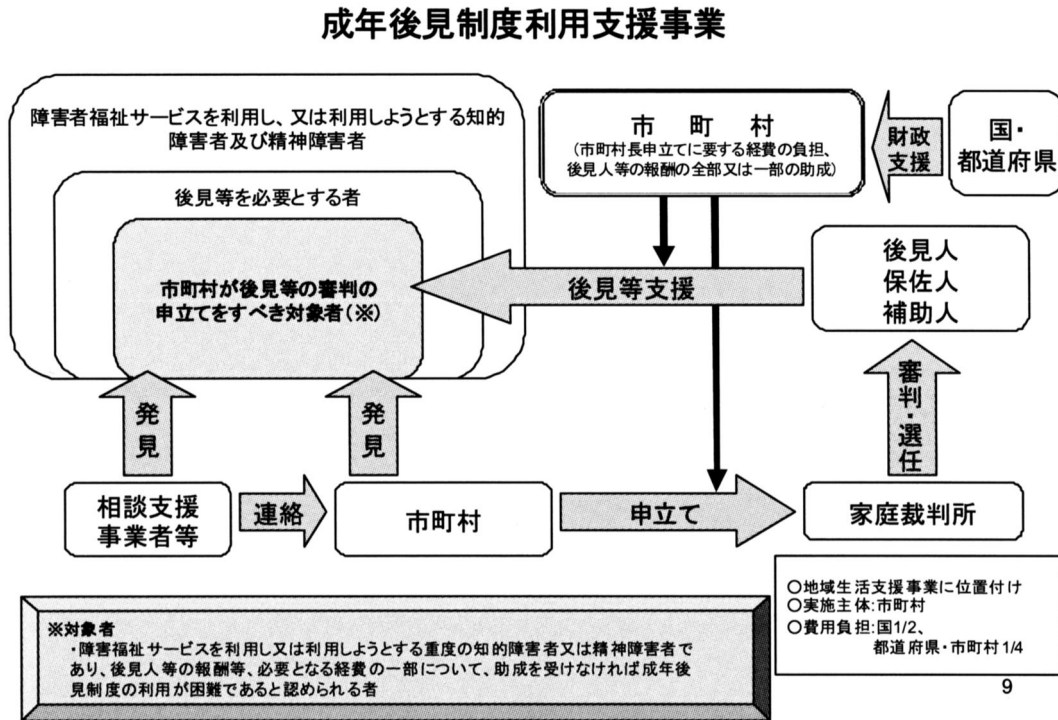 成年後見制度利用支援事業
障害者福祉サービスを利用し、又は利用しようとする知的
障害者及び精神障害者
後見等を必要とする者
市町村が後見等の審判の
申立てをすべき対象者(※)
市　町　村
(市町村長申立てに要する経費の負担、
後見人等の報酬の全部又は一部の助成)
財政
支援
国・
都道府県
後見等支援
後見人
保佐人
補助人
発見
発見
審判・選任
相談支援
事業者等
連絡
市町村
申立て
家庭裁判所
※対象者
・障害福祉サービスを利用し又は利用しようとする重度の知的障害者又は精神障害者で
あり、後見人等の報酬等、必要となる経費の一部について、助成を受けなければ成年後
見制度の利用が困難であると認められる者
○地域生活支援事業に位置付け
○実施主体:市町村
○費用負担:国1/2、
都道府県・市町村1/4
9